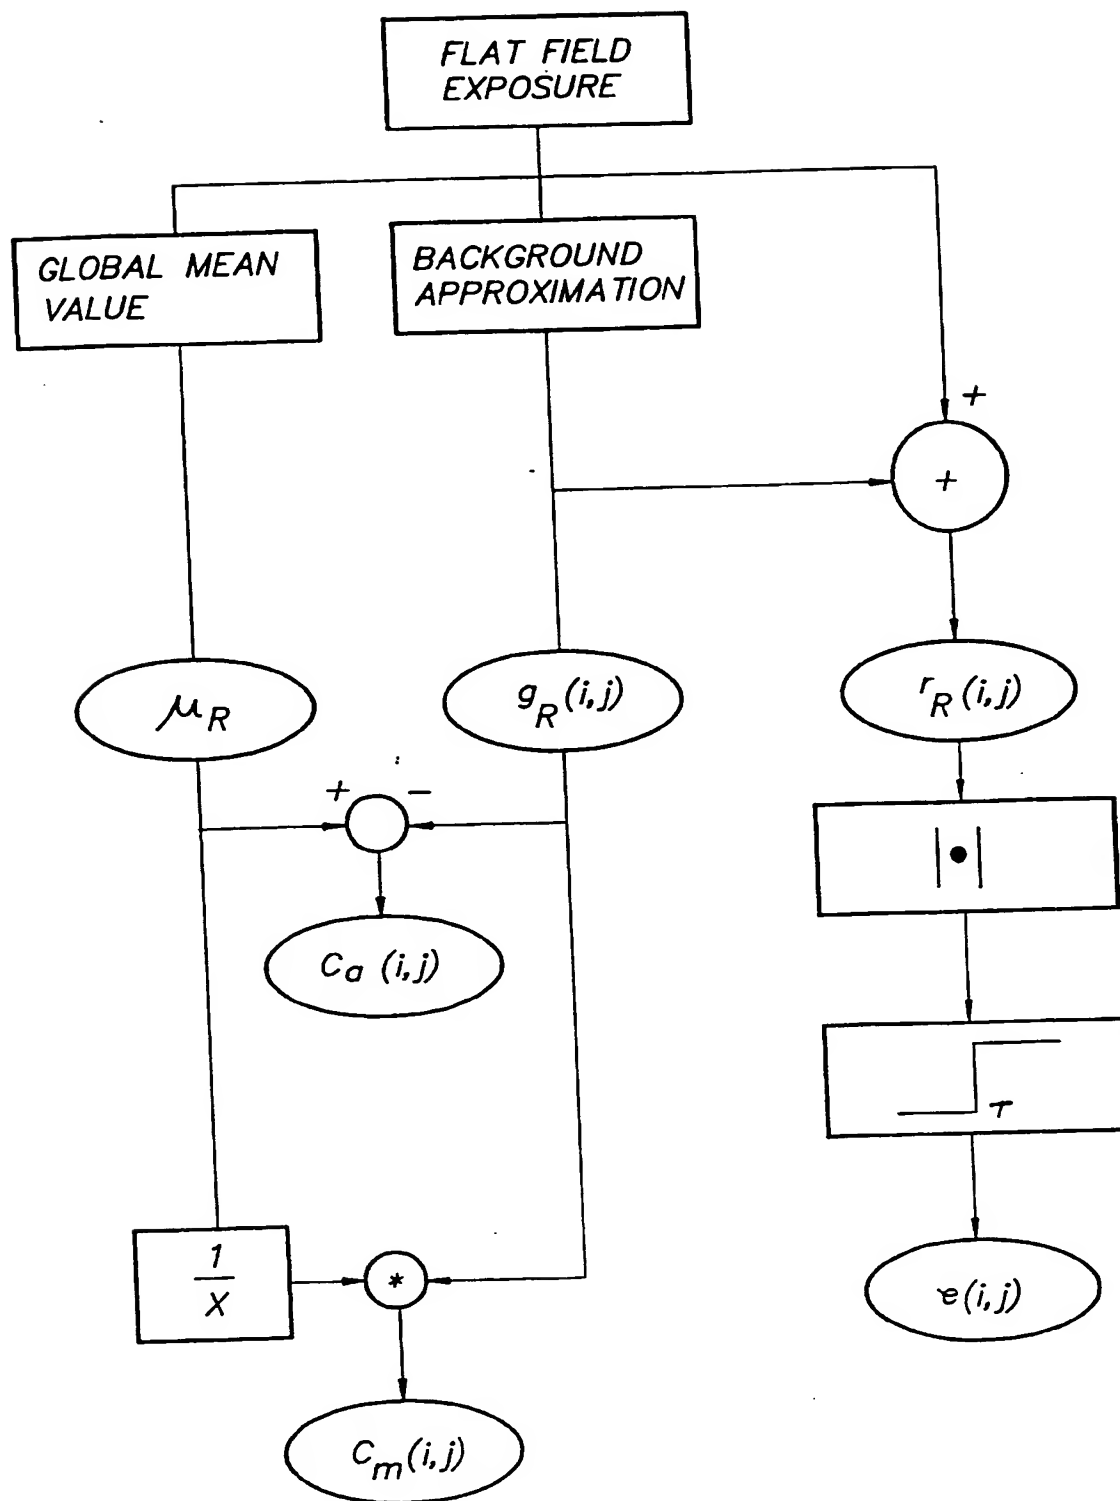 FLAT FIELD
EXPOSURE
GLOBAL MEAN
VALUE
BACKGROUND
APPROXIMATION
+
+
μR
gR(i,j)
rR(i,j)
+ -
|●|
Ca (i,j)
τ
1
X
*
e(i,j)
Cm(i,j)